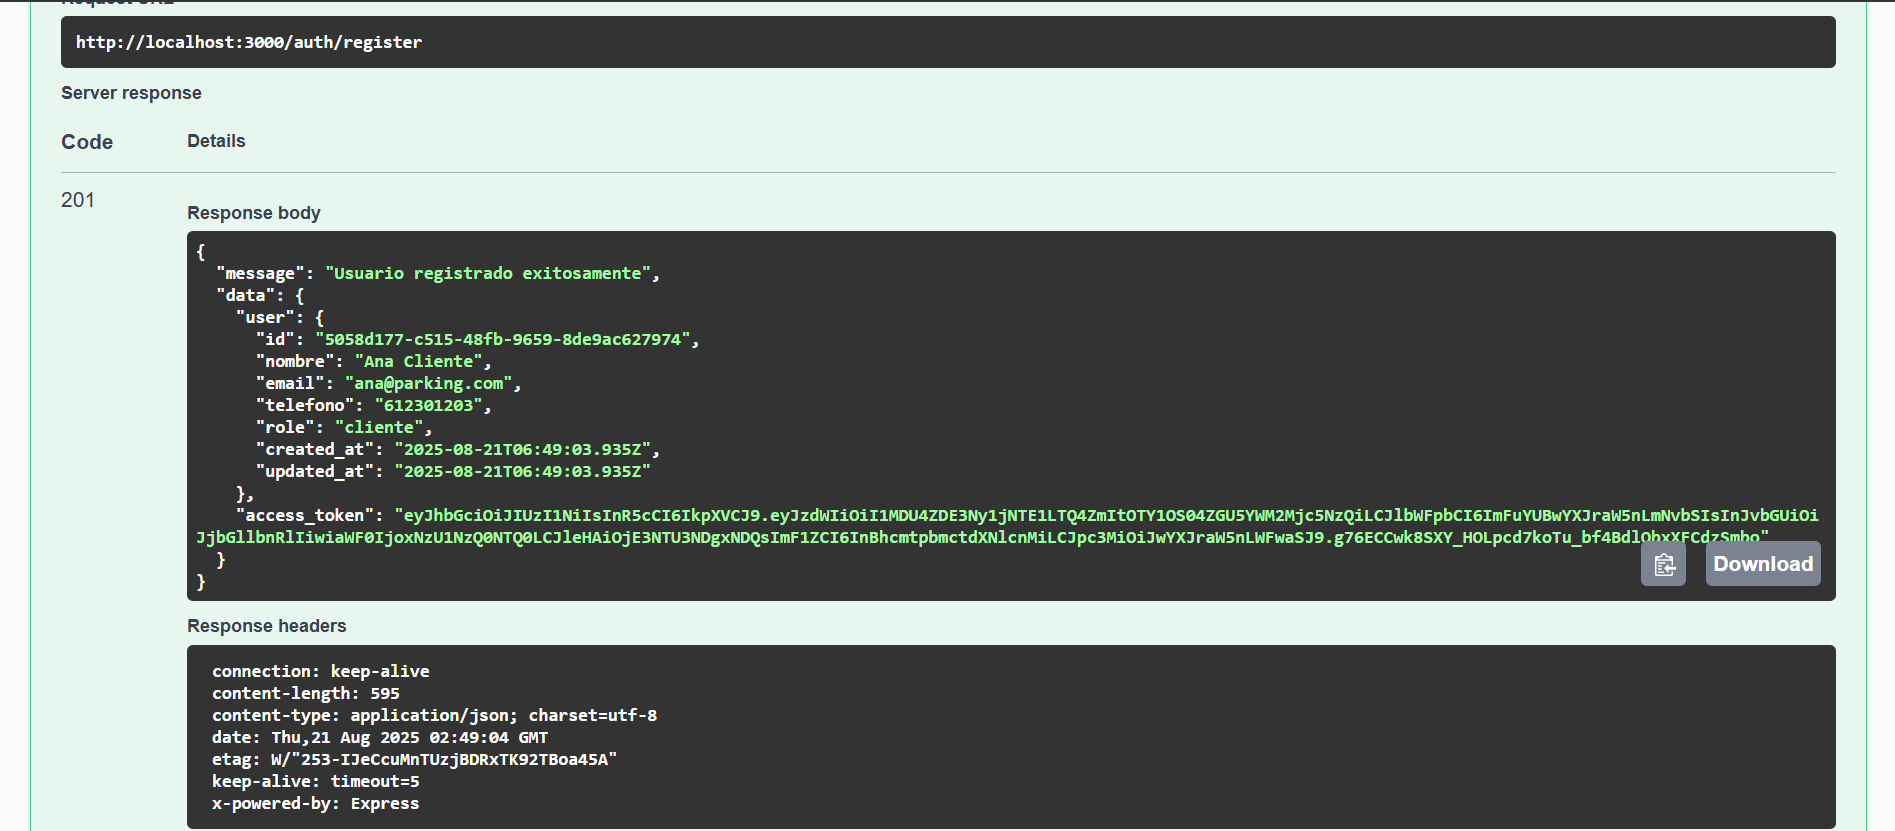 Request URL
http://localhost:3000/auth/register
Server response
Code Details
201
Response body
{
"message": "Usuario registrado exitosamente",
"data": {
"user": {
"id": "5058d177-c515-48fb-9659-8de9ac627974",
"nombre": "Ana Cliente",
"email": "ana@parking.com",
"telefono": "612301203",
"role": "cliente",
"created_at": "2025-08-21T06:49:03.935Z",
"updated_at": "2025-08-21T06:49:03.935Z"
},
"access_token": "eyJhbGciOiJIUzI1NiIsInR5cCI6IkpXVCJ9.eyJzdWIiOiI1MDU4ZDE3Ny1jNTE1LTQ4ZmItOTY1OS04ZGU5YWM2Mjc5NzQiLCJlbWFpbCI6ImFuYUBwYXJraW5nLmNvbSIsInJvbGUiOi
JjbGllbnRlIiwiaWF0IjoxNzU1NzQ0NTQ0LCJleHAiOjE3NTU3NDgxNDQsImF1ZCI6InBhcmtpbmctdXNlcnMiLCJpc3MiOiJwYXJraW5nLWFwaSJ9.g76ECCwk8SXY_HOLpcd7koTu_bf4BdlQbxXFCdzSmbo"
}
}
Download
Response headers
connection: keep-alive
content-length: 595
content-type: application/json; charset=utf-8
date: Thu,21 Aug 2025 02:49:04 GMT
etag: W/"253-IJeCcuMnTUzjBDRxTK92TBoa45A"
keep-alive: timeout=5
x-powered-by: Express